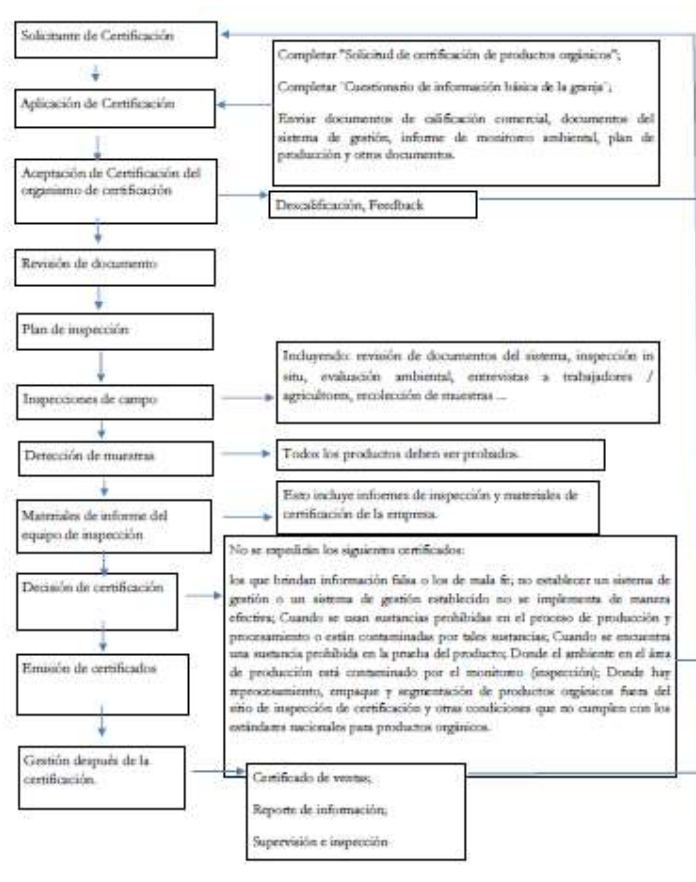 Solicitante de Certificación
Completar "Solicitud de certificación de productos orgánicos";
Completar ¨Cuestionario de información básica de la granja¨;
Enviar documentos de calificación comercial, documentos del
sistema de gestión, informe de monitoreo ambiental, plan de
producción y otros documentos.
Aplicación de Certificación
Aceptación de Certificación del
organismo de certificación
Descalificación, Feedback
Revisión de documento
Plan de inspección
Incluyendo: revisión de documentos del sistema, inspección in
situ, evaluación ambiental, entrevistas a trabajadores /
agricultores, recolección de muestras ...
Inspecciones de campo
Detección de muestras
Todos los productos deben ser probados.
Materiales de informe del
equipo de inspección
Esto incluye informes de inspección y materiales de
certificación de la empresa.
No se expedirán los siguientes certificados:
los que brindan información falsa o los de mala fe; no establecer un sistema de
gestión o un sistema de gestión establecido no se implementa de manera
efectiva; Cuando se usan sustancias prohibidas en el proceso de producción y
procesamiento o están contaminadas por tales sustancias; Cuando se encuentra
una sustancia prohibida en la prueba del producto; Donde el ambiente en el área
de producción está contaminado por el monitoreo (inspección); Donde hay
reprocesamiento, empaque y segmentación de productos orgánicos fuera del
sitio de inspección de certificación y otras condiciones que no cumplen con los
estándares nacionales para productos orgánicos.
Decisión de certificación
Emisión de certificados
Gestión después de la
certificación.
Certificado de ventas;
Reporte de información;
Supervisión e inspección